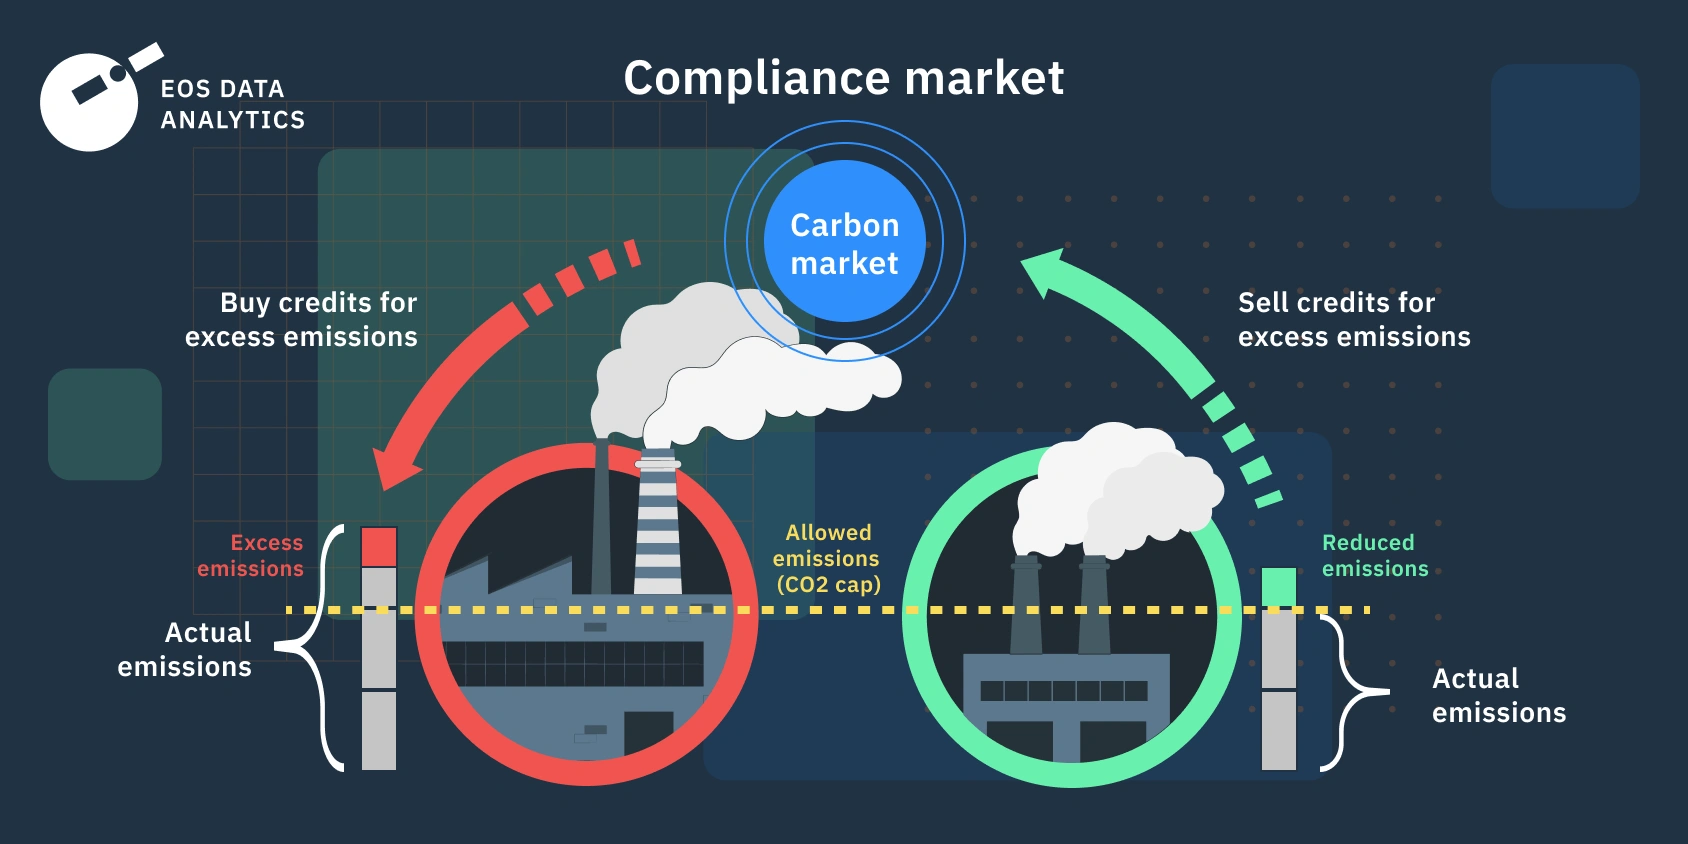 EOS DATA
ANALYTICS
Compliance market
Carbon
market
Buy credits for
excess emissions
Sell credits for
excess emissions
Excess
emissions
Allowed
emissions
(CO2 cap)
Reduced
emissions
Actual
emissions
Actual
emissions